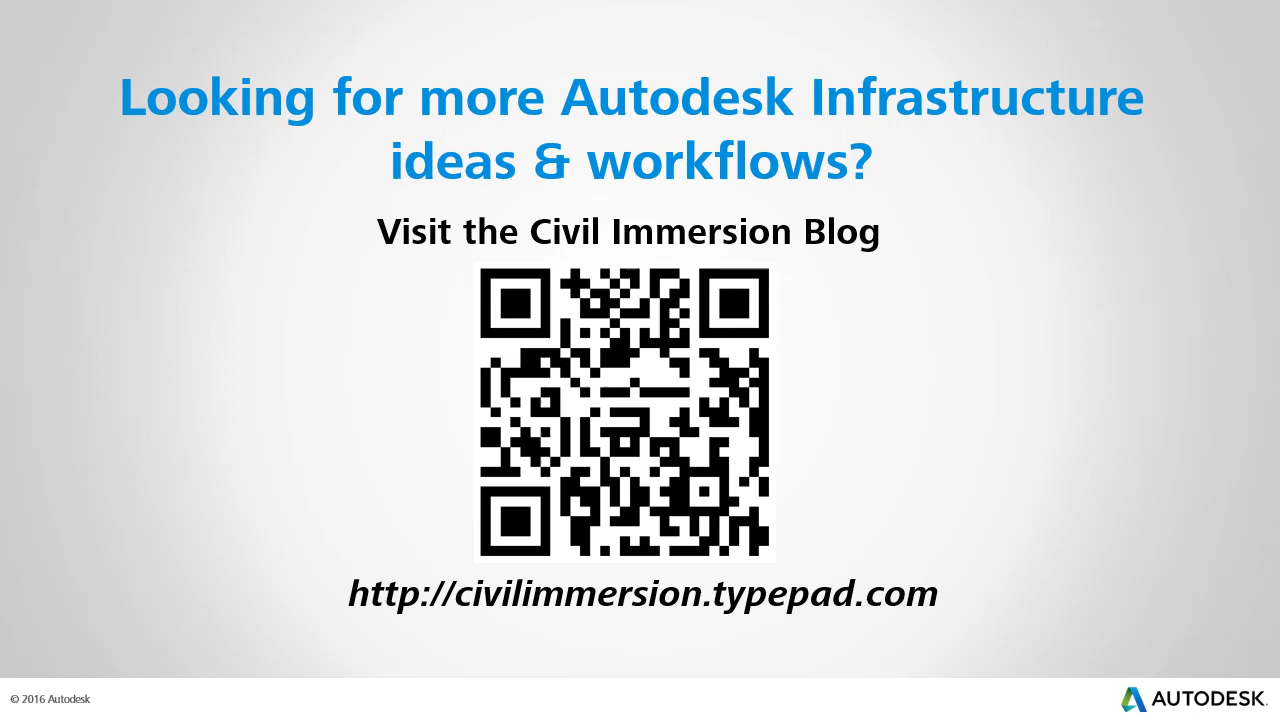 Looking for more Autodesk Infrastructure
ideas & workflows?
Visit the Civil Immersion Blog
http://civilimmersion.typepad.com
© 2016 Autodesk
AUTODESK.